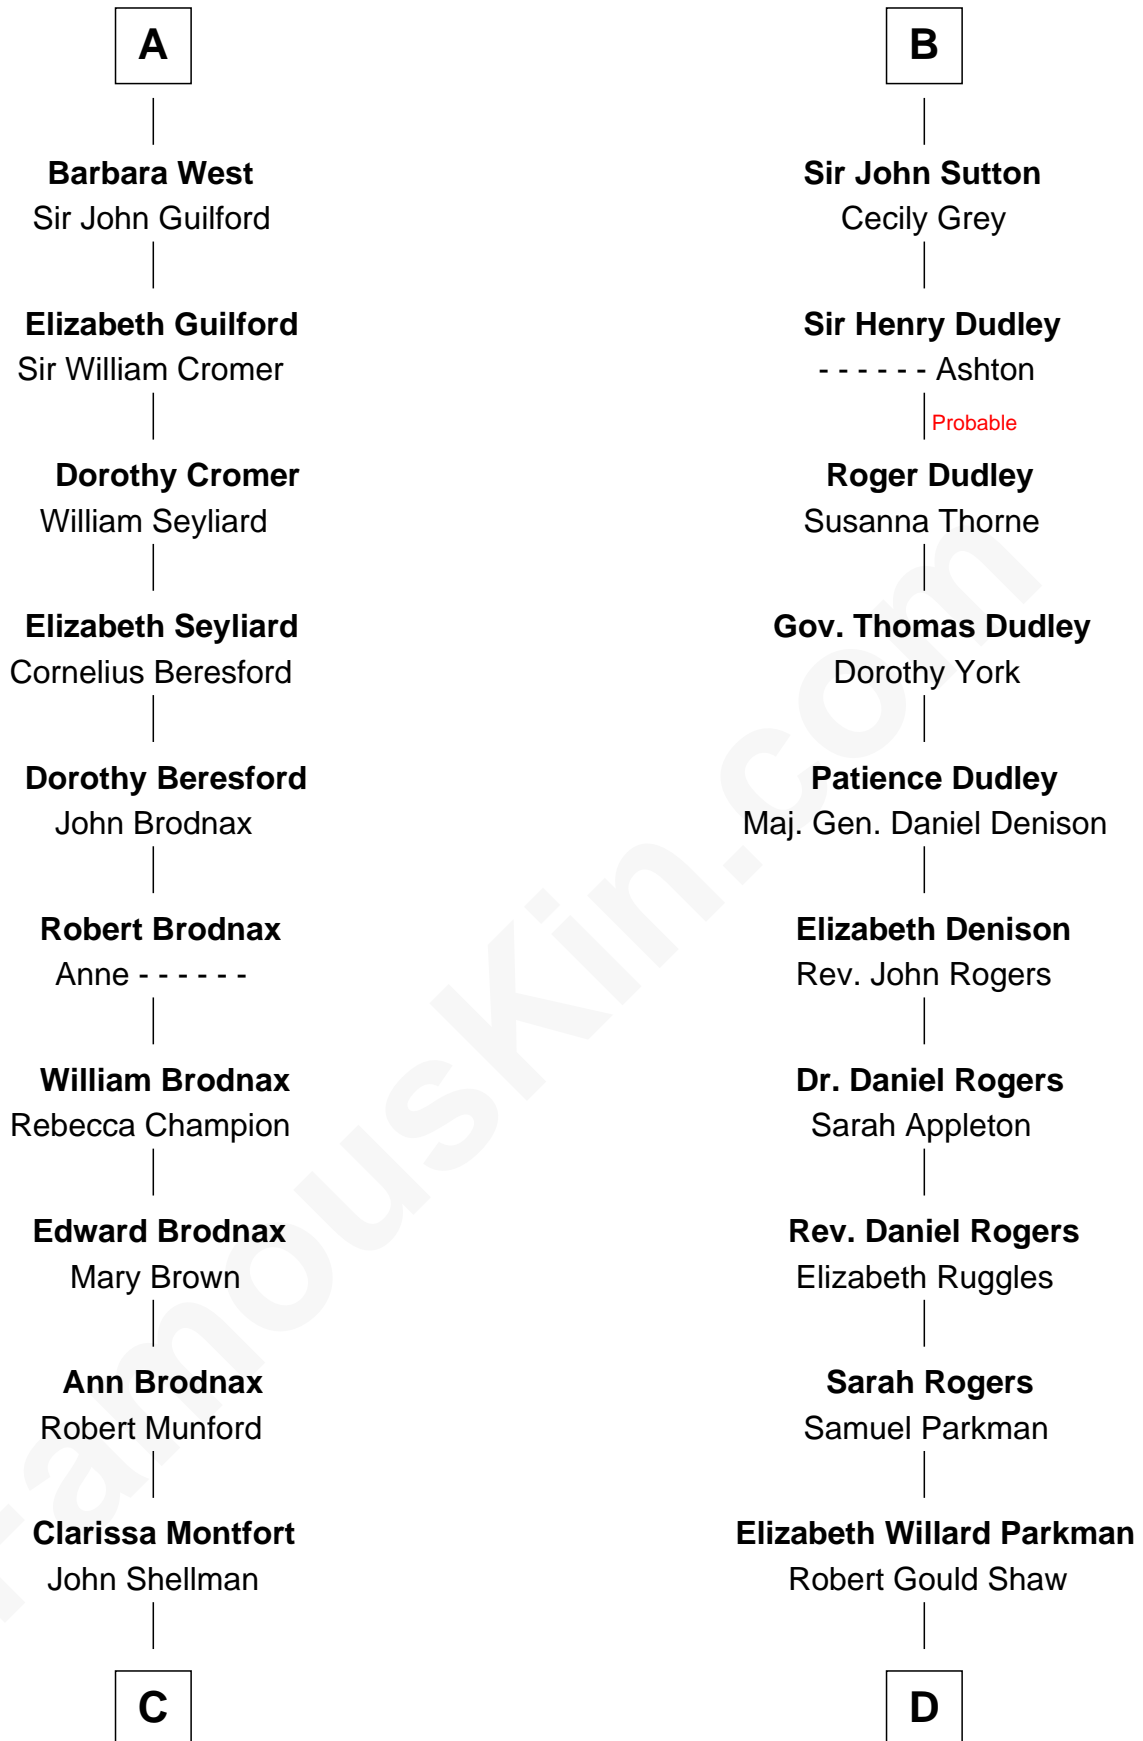 A
Barbara West
Sir John Guilford
Elizabeth Guilford
Sir William Cromer
Dorothy Cromer
William Seyliard
Elizabeth Seyliard
Cornelius Beresford
Dorothy Beresford
John Brodnax
Robert Brodnax
Anne - - - - - -
William Brodnax
Rebecca Champion
Edward Brodnax
Mary Brown
Ann Brodnax
Robert Munford
Clarissa Montfort
John Shellman
C
B
Sir John Sutton
Cecily Grey
Sir Henry Dudley
- - - - - - Ashton
Probable
Roger Dudley
Susanna Thorne
Gov. Thomas Dudley
Dorothy York
Patience Dudley
Maj. Gen. Daniel Denison
Elizabeth Denison
Rev. John Rogers
Dr. Daniel Rogers
Sarah Appleton
Rev. Daniel Rogers
Elizabeth Ruggles
Sarah Rogers
Samuel Parkman
Elizabeth Willard Parkman
Robert Gould Shaw
D
FamousKin.com